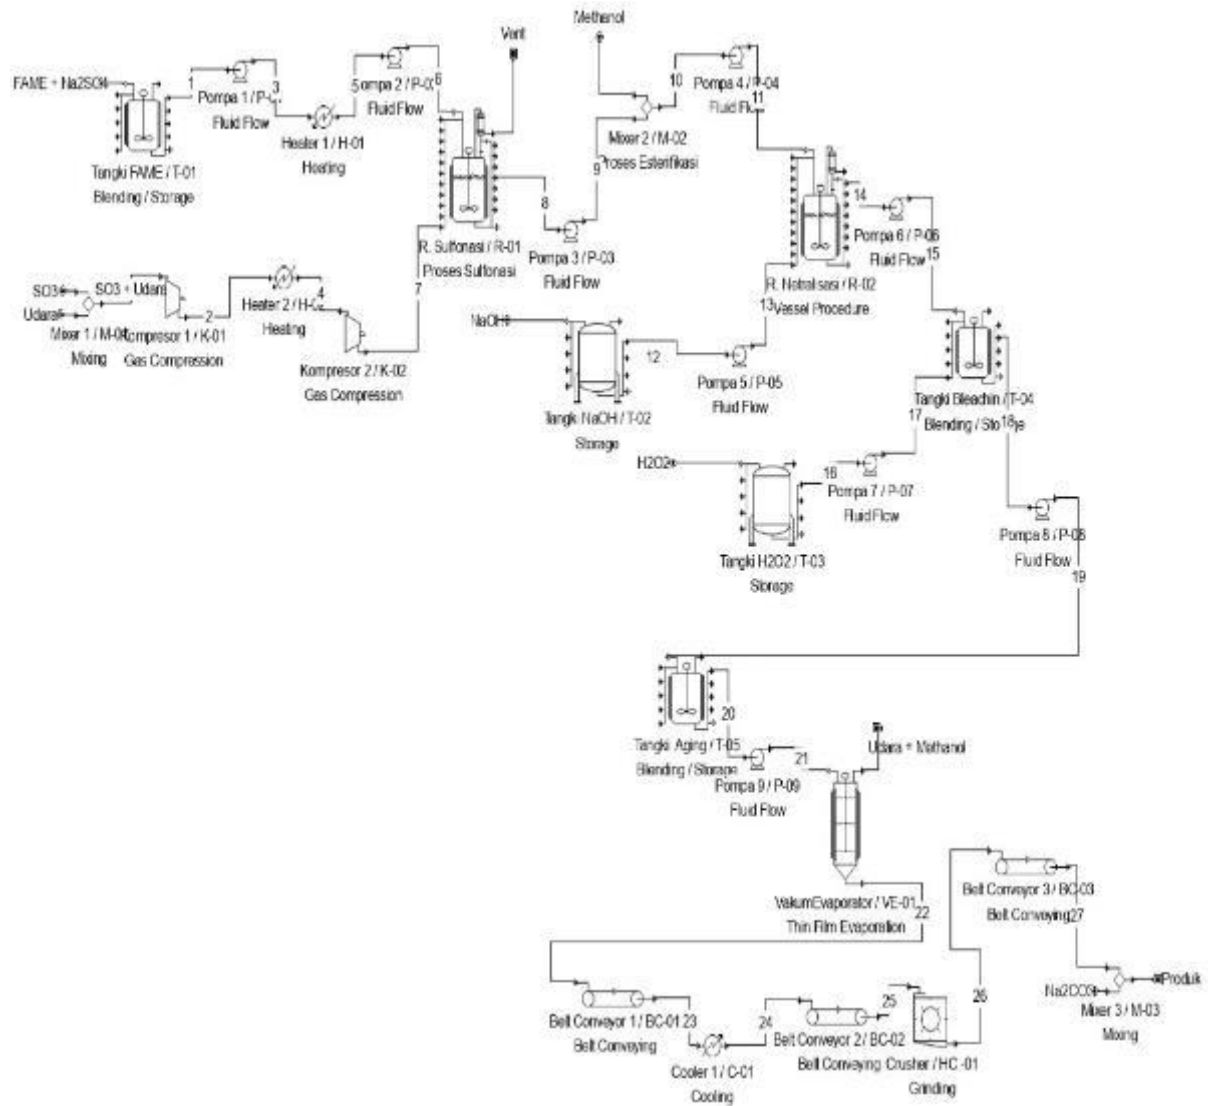 Methanol
Vent
FAME + Na2SO4
1
3
5
6
10
11
Pompa 1 / P-
Fluid Flow
ompa 2 / P-0
Fluid Flow
Pompa 4 / P-04
Fluid Fl
Heater 1 / H-01
Heating
Mixer 2 / M-02
Proses Esterifikasi
9
Tangki FAME / T-01
Blending / Storage
8
14
R. Sulfonasi / R-01
Proses Sulfonasi
Pompa 3 / P-03
Fluid Flow
Pompa 6 / P-06
Fluid Flow
15
R. Netralisasi / R-02
Vessel Procedure
SO3
Udara
SO3 + Udara
2
4
7
13
Heater 2 / H-0
Heating
Mixer 1 / M-0
Mixing
Kompresor 1 / K-01
Gas Compression
Kompresor 2 / K-02
Gas Compression
NaOH
12
Pompa 5 / P-05
Fluid Flow
Tangki NaOH / T-02
Storage
Tangki Bleachin / T-04
Blending / Sto ge
17
18
H2O2
16
Pompa 7 / P-07
Fluid Flow
Tangki H2O2 / T-03
Storage
Pompa 8 / P-08
Fluid Flow
19
Tangki Aging / T-05
Blending / Storage
20
21
Udara + Methanol
Pompa 9 / P-09
Fluid Flow
VakumEvaporator / VE-01
Thin Film Evaporation
22
Belt Conveyor 3 / BC-03
Belt Conveying
27
Na2CO3
Produk
Mixer 3 / M-03
Mixing
Belt Conveyor 1 / BC-01
Belt Conveying
23
24
25
26
Belt Conveyor 2 / BC-02
Belt Conveying
Crusher / HC -01
Grinding
Cooler 1 / C-01
Cooling